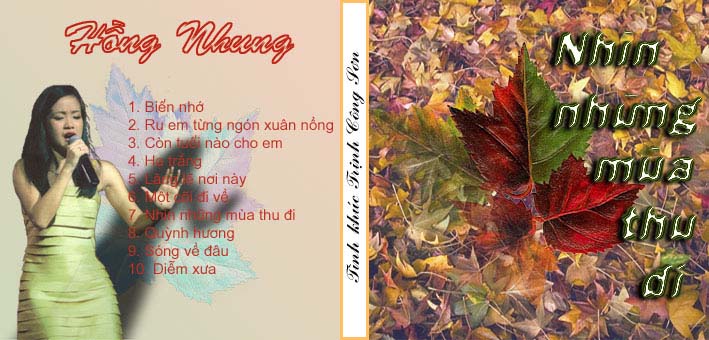 Hồng Nhung
1. Biển nhớ
2. Ru em từng ngón xuân nồng
3. Còn tuổi nào cho em
4. Hạ trắng
5. Lặng lẽ nơi này
6. Một cõi đi về
7. Nhìn những mùa thu đi
8. Quỳnh hương
9. Sóng về đâu
10. Diễm xưa
Tình khúc Trịnh Công Sơn
Nhìn
những
mùa
thu
đi